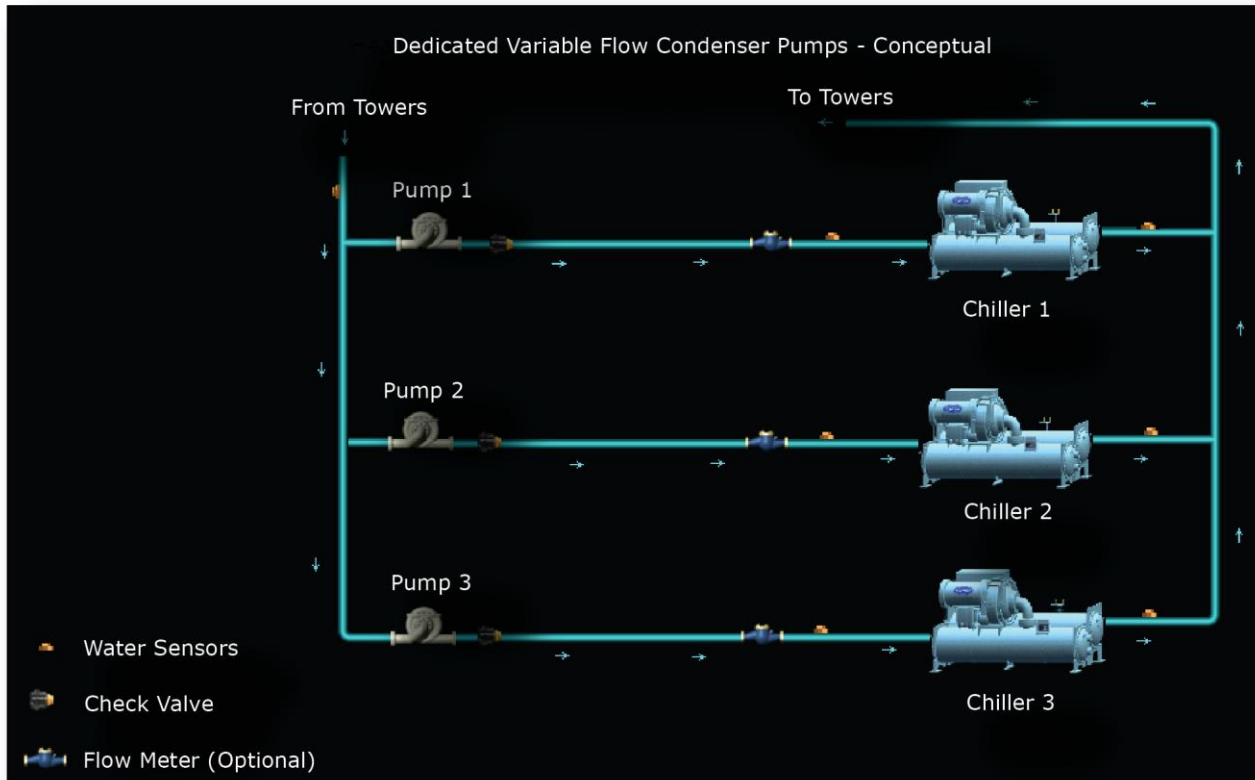 Dedicated Variable Flow Condenser Pumps - Conceptual
From Towers
To Towers
Pump 1
Chiller 1
Pump 2
Chiller 2
Pump 3
Chiller 3
Water Sensors
Check Valve
Flow Meter (Optional)